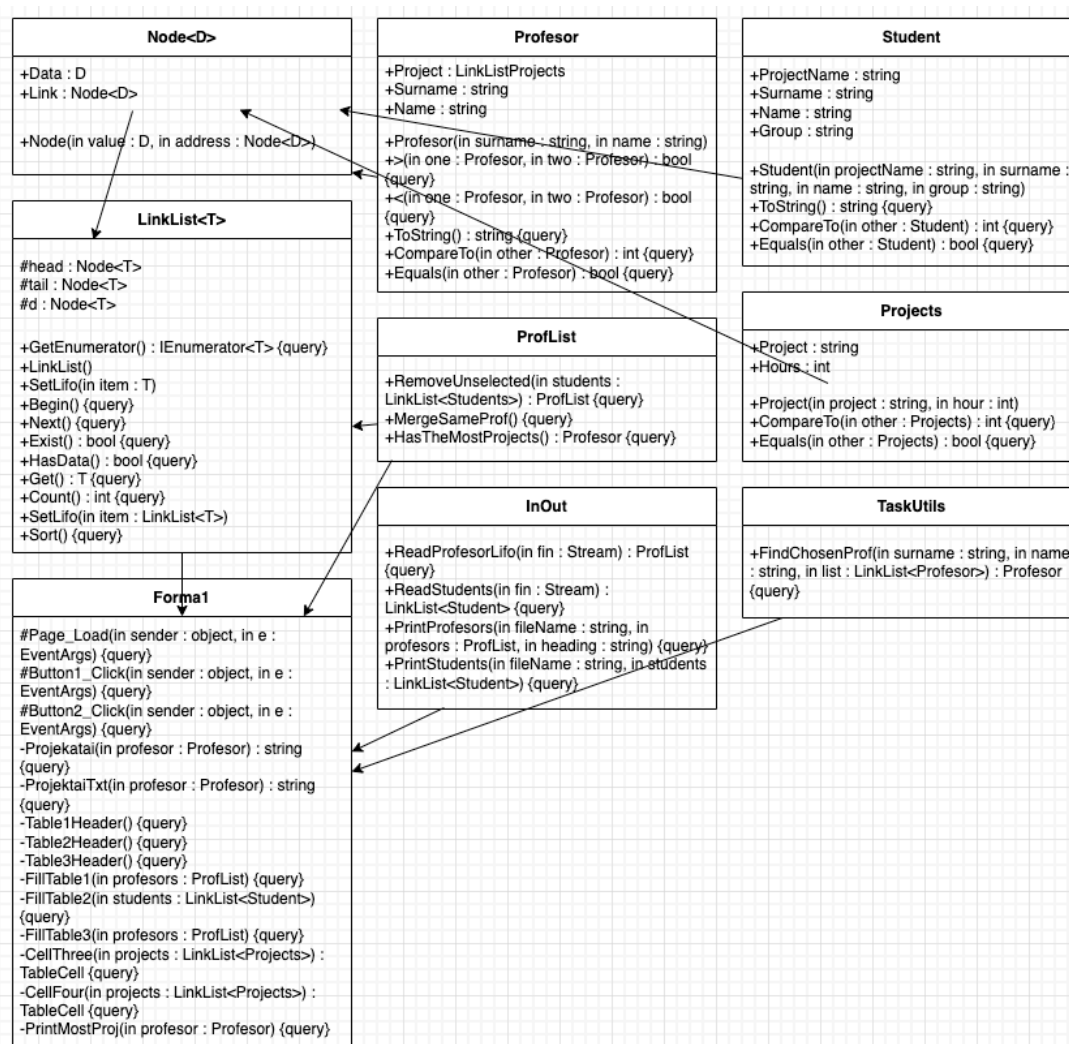 Node<D>
+Data : D
+Link : Node<D>
+Node(in value : D, in address : Node<D>)
LinkList<T>
#head : Node<T>
#tail : Node<T>
#d : Node<T>
+GetEnumerator() : IEnumerator<T> {query}
+LinkList()
+SetLifo(in item : T)
+Begin() {query}
+Next() {query}
+Exist() : bool {query}
+HasData() : bool {query}
+Get() : T {query}
+Count() : int {query}
+SetLifo(in item : LinkList<T>)
+Sort() {query}
Forma1
#Page_Load(in sender : object, in e :
EventArgs) {query}
#Button1_Click(in sender : object, in e :
EventArgs) {query}
#Button2_Click(in sender : object, in e :
EventArgs) {query}
-Projekatai(in profesor : Profesor) : string
{query}
-ProjektaiTxt(in profesor : Profesor) : string
{query}
-Table1Header() {query}
-Table2Header() {query}
-Table3Header() {query}
-FillTable1(in profesors : ProfList) {query}
-FillTable2(in students : LinkList<Student>)
{query}
-FillTable3(in profesors : ProfList) {query}
-CellThree(in projects : LinkList<Projects>) :
TableCell {query}
-CellFour(in projects : LinkList<Projects>) :
TableCell {query}
-PrintMostProj(in profesor : Profesor) {query}
Profesor
+Project : LinkListProjects
+Surname : string
+Name : string
+Profesor(in surname : string, in name : string)
+>(in one : Profesor, in two : Profesor) : bool
{query}
+<(in one : Profesor, in two : Profesor) : bool
{query}
+ToString() : string {query}
+CompareTo(in other : Profesor) : int {query}
+Equals(in other : Profesor) : bool {query}
ProfList
+RemoveUnselected(in students :
LinkList<Students>) : ProfList {query}
+MergeSameProf() {query}
+HasTheMostProjects() : Profesor {query}
InOut
+ReadProfesorLifo(in fin : Stream) : ProfList
{query}
+ReadStudents(in fin : Stream) :
LinkList<Student> {query}
+PrintProfesors(in fileName : string, in
profesors : ProfList, in heading : string) {query}
+PrintStudents(in fileName : string, in students
: LinkList<Student>) {query}
Student
+ProjectName : string
+Surname : string
+Name : string
+Group : string
+Student(in projectName : string, in surname :
string, in name : string, in group : string)
+ToString() : string {query}
+CompareTo(in other : Student) : int {query}
+Equals(in other : Student) : bool {query}
Projects
+Project : string
+Hours : int
+Project(in project : string, in hour : int)
+CompareTo(in other : Projects) : int {query}
+Equals(in other : Projects) : bool {query}
TaskUtils
+FindChosenProf(in surname : string, in name
: string, in list : LinkList<Profesor>) : Profesor
{query}